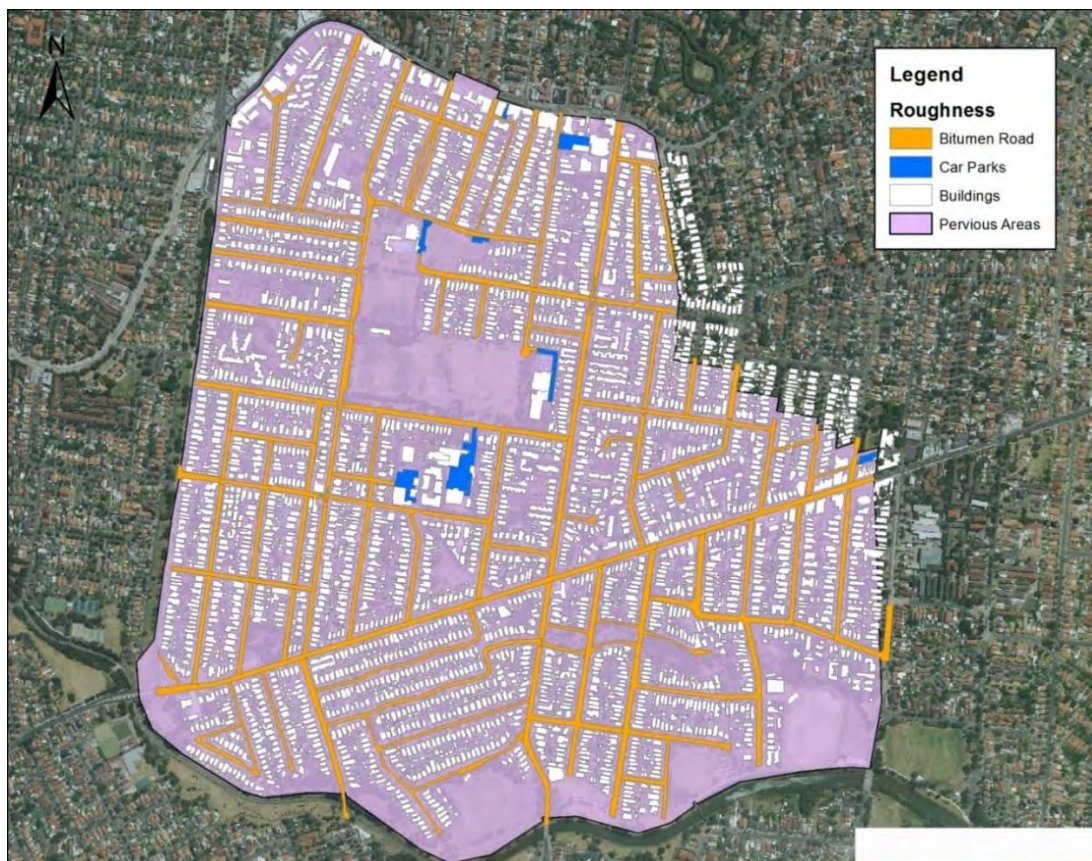 N
Legend
Roughness
Bitumen Road
Car Parks
Buildings
Pervious Areas